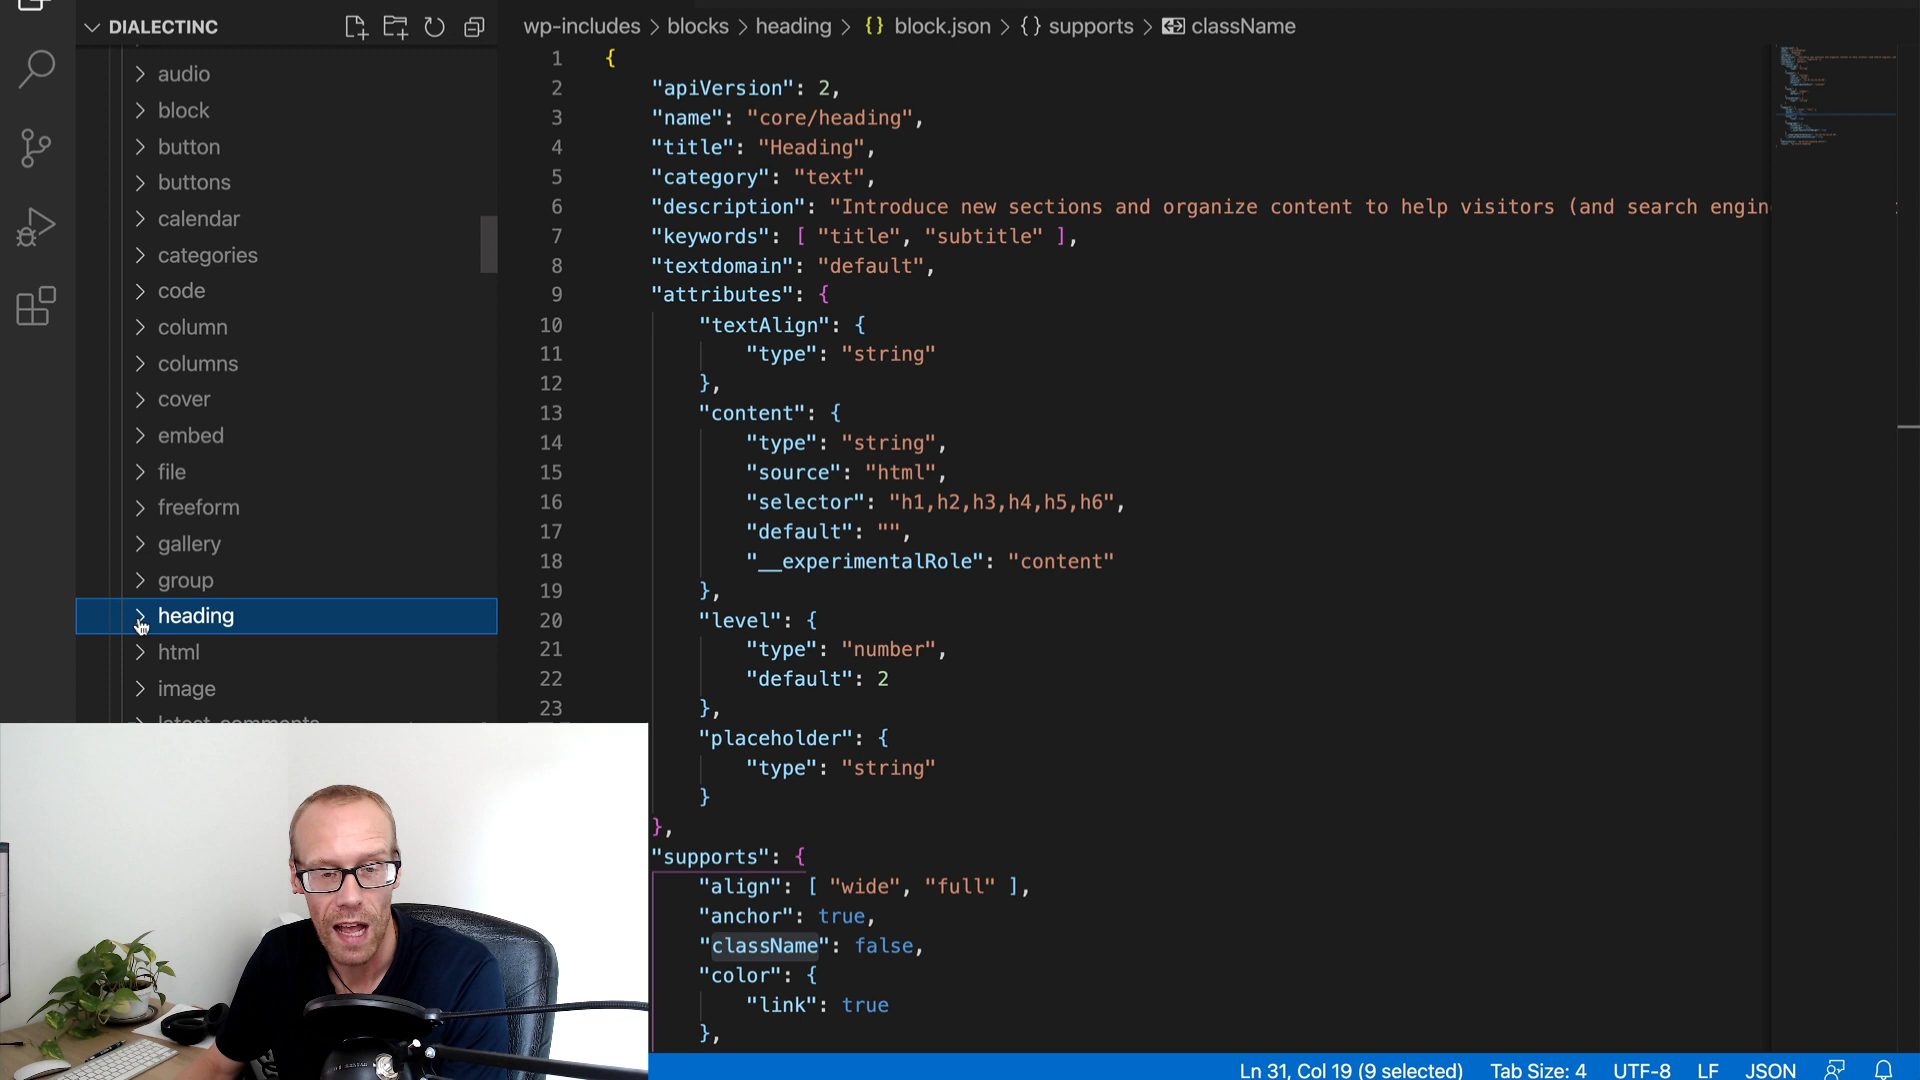 DIALECTINC
audio
block
button
buttons
calendar
categories
code
column
columns
cover
embed
file
freeform
gallery
group
heading
html
image
wp-includes > blocks > heading > {} block.json > {} supports > className
1 {
2 "apiVersion": 2,
3 "name": "core/heading",
4 "title": "Heading",
5 "category": "text",
6 "description": "Introduce new sections and organize content to help visitors (and search engin
7 "keywords": [ "title", "subtitle" ],
8 "textdomain": "default",
9 "attributes": {
10 "textAlign": {
11 "type": "string"
12 },
13 "content": {
14 "type": "string",
15 "source": "html",
16 "selector": "h1,h2,h3,h4,h5,h6",
17 "default": "",
18 "__experimentalRole": "content"
19 },
20 "level": {
21 "type": "number",
22 "default": 2
23 },
"placeholder": {
"type": "string"
}
},
"supports": {
"align": [ "wide", "full" ],
"anchor": true,
"className": false,
"color": {
"link": true
},
Ln 31, Col 19 (9 selected) Tab Size: 4 UTF-8 LF JSON